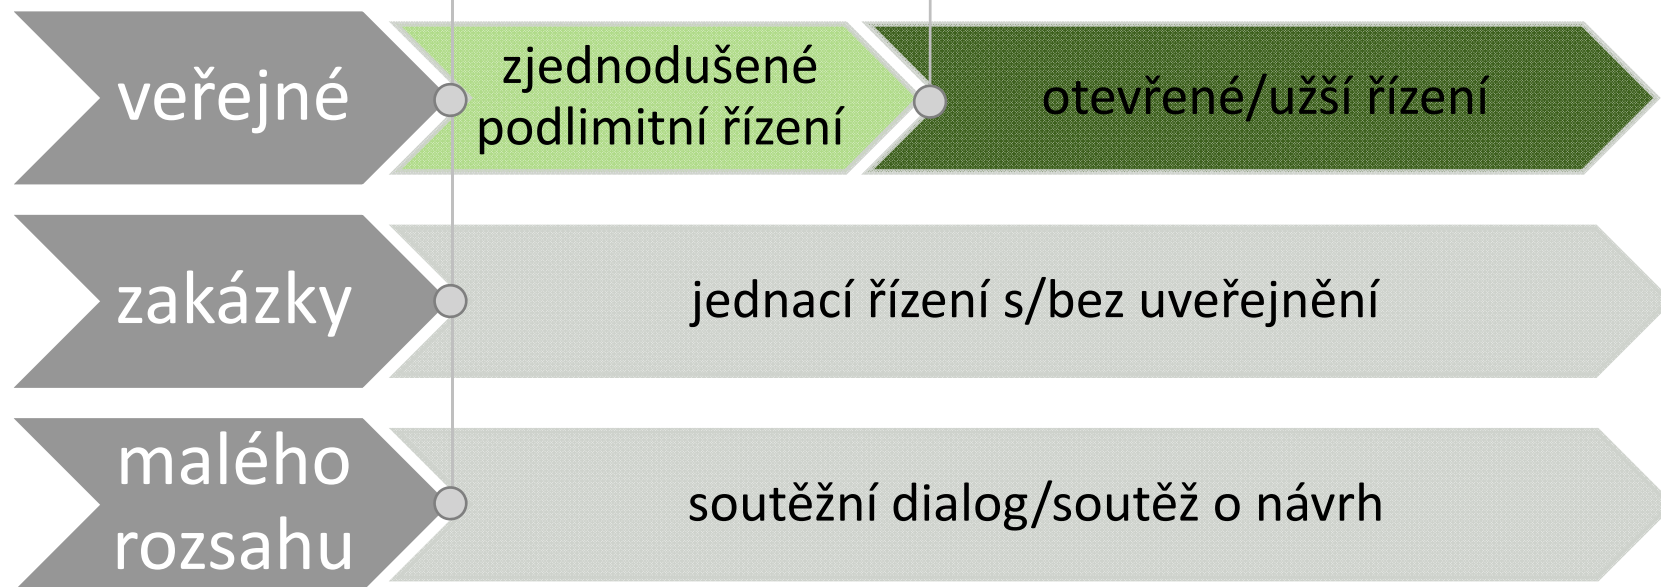 veřejné
zjednodušené
podlimitní řízení
otevřené/užší řízení
zakázky
jednací řízení s/bez uveřejnění
malého
rozsahu
soutěžní dialog/soutěž o návrh